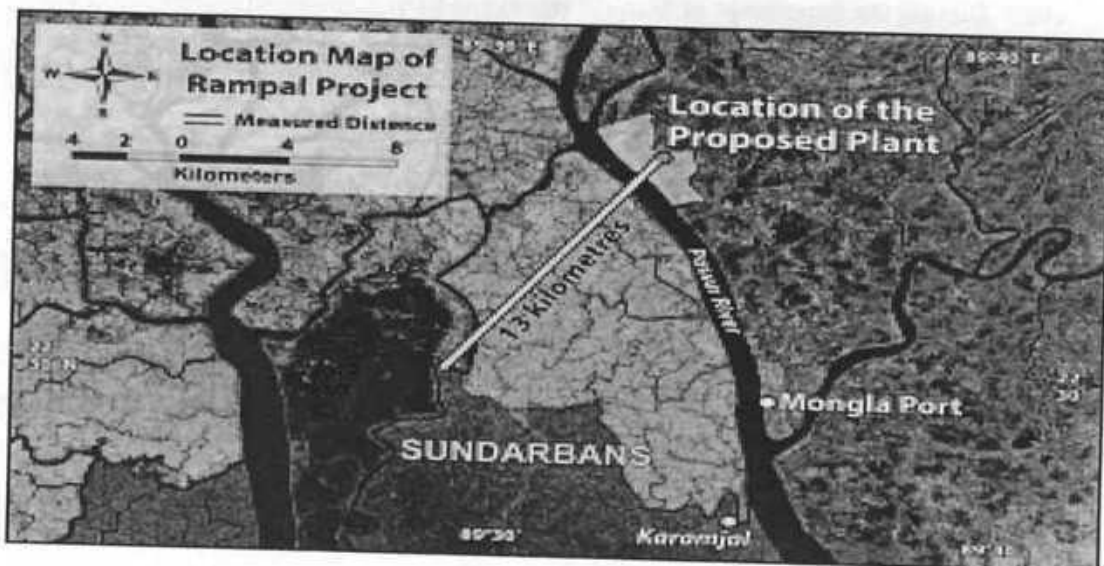 N
W E
S
Location Map of
Rampal Project
Measured Distance
4 2 0 4 8
Kilometers
Location of the
Proposed Plant
13 Kilometres
River
Mongla Port
SUNDARBANS
Karamjal
89°30'